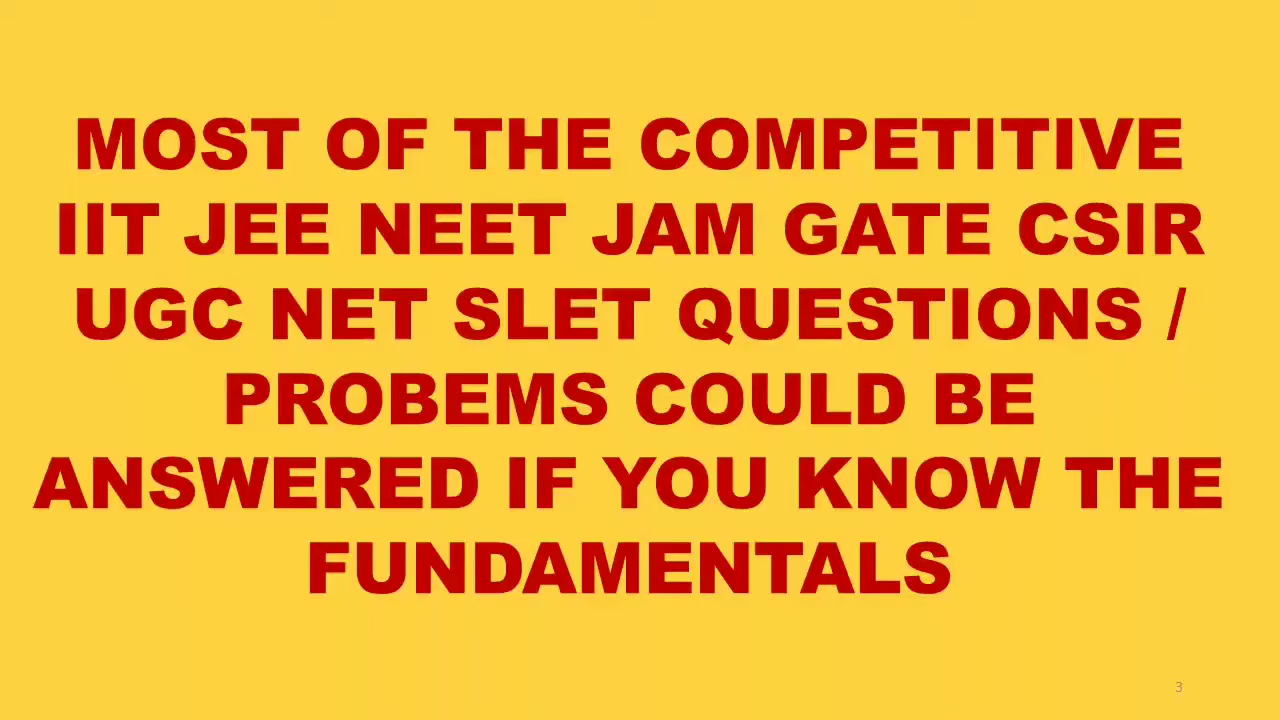 MOST OF THE COMPETITIVE
IIT JEE NEET JAM GATE CSIR
UGC NET SLET QUESTIONS /
PROBEMS COULD BE
ANSWERED IF YOU KNOW THE
FUNDAMENTALS
3